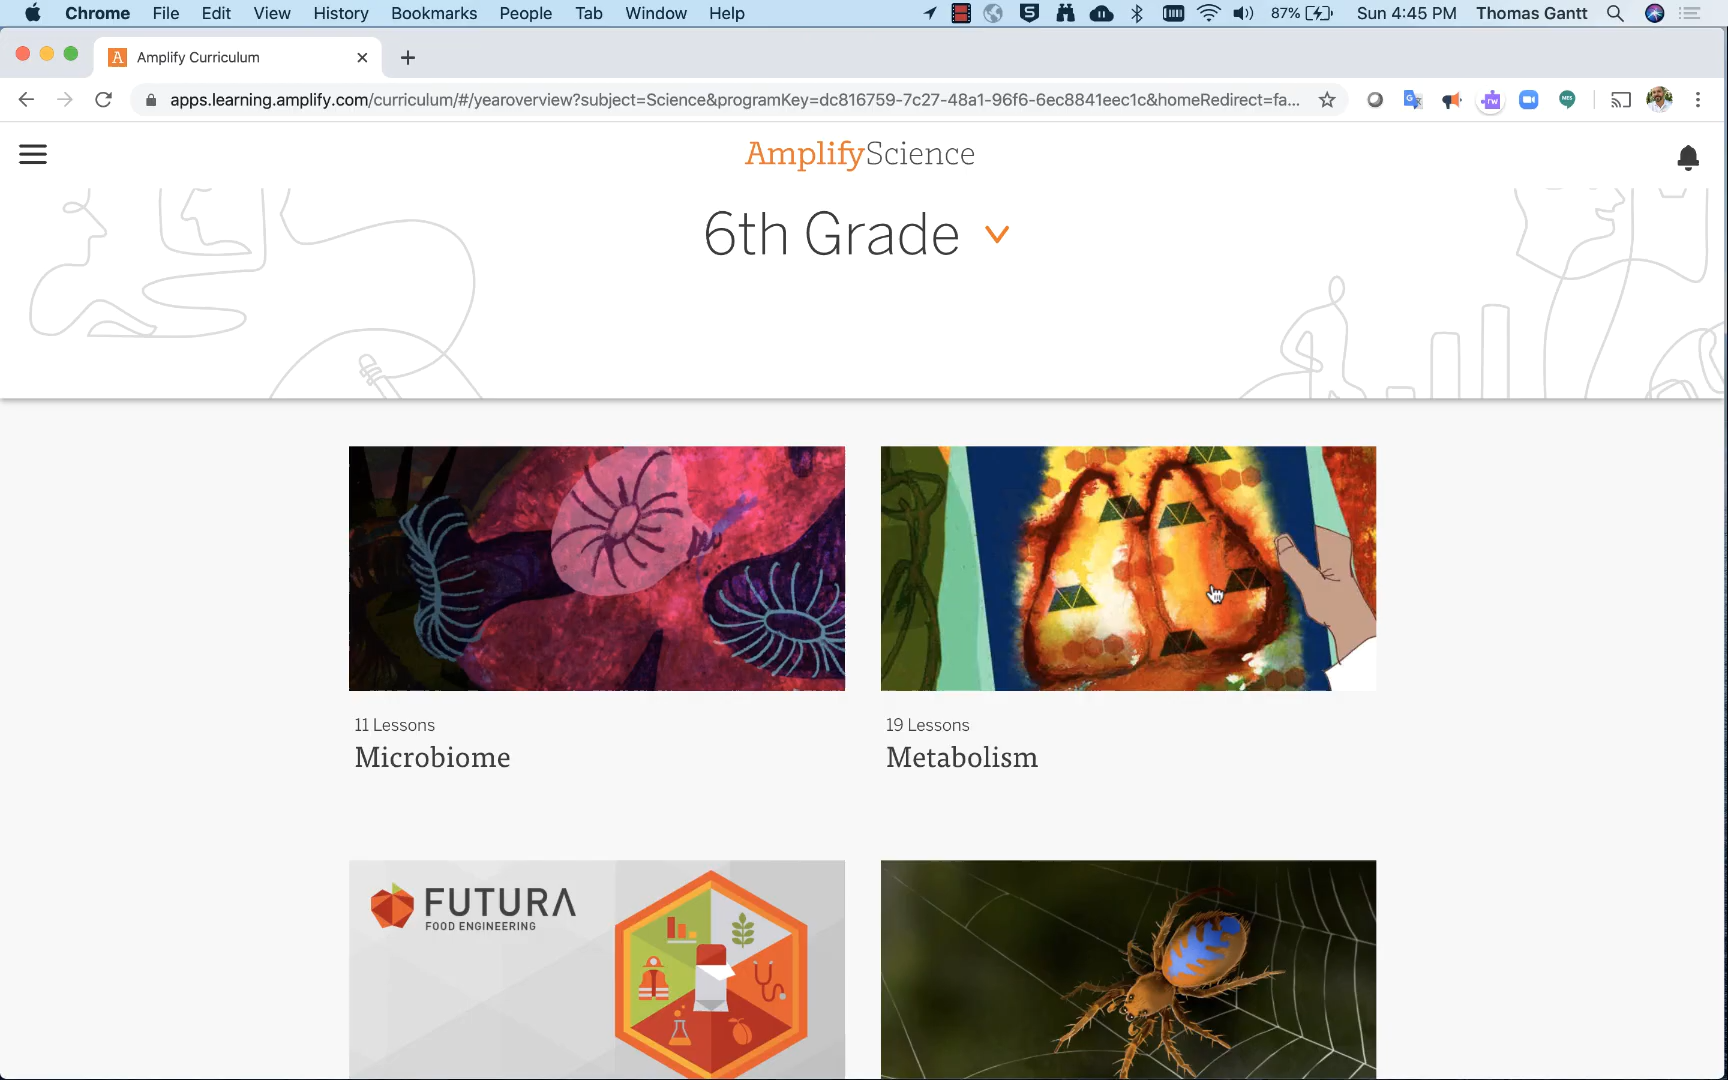 Chrome File Edit View History Bookmarks People Tab Window Help 87% Sun 4:45 PM Thomas Gantt
Amplify Curriculum
apps.learning.amplify.com/curriculum/#/yearoverview?subject=Science&programKey=dc816759-7c27-48a1-96f6-6ec8841eec1c&homeRedirect=fa...
AmplifyScience
6th Grade
11 Lessons
Microbiome
19 Lessons
Metabolism
FUTURA
FOOD ENGINEERING